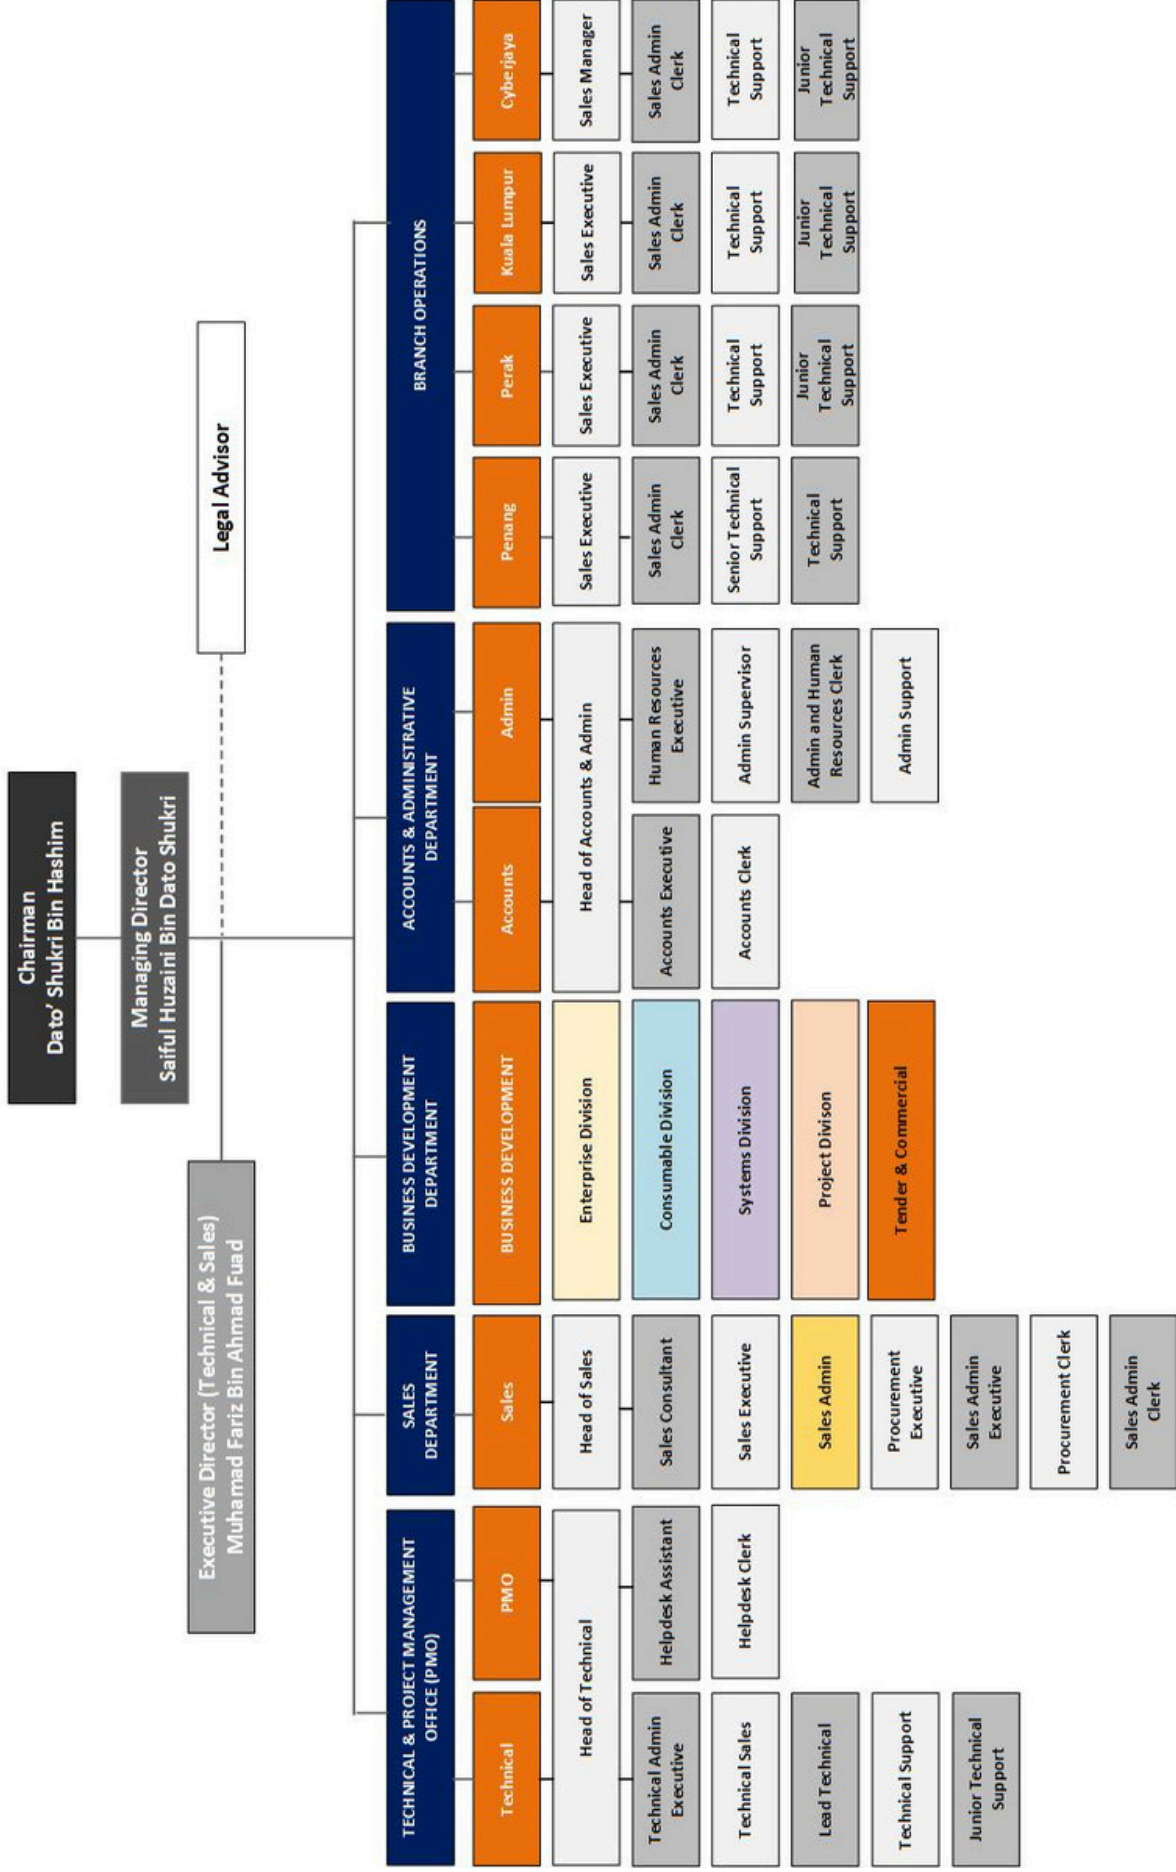 Chairman
Dato’ Shukri Bin Hashim
Managing Director
Saiful Huzaini Bin Dato Shukri
Executive Director (Technical & Sales)
Muhamad Fariz Bin Ahmad Fuad
Legal Advisor
TECHNICAL & PROJECT MANAGEMENT
OFFICE (PMO)
Technical
PMO
Head of Technical
Technical Admin
Executive
Technical Sales
Lead Technical
Technical Support
Junior Technical
Support
Helpdesk Assistant
Helpdesk Clerk
SALES
DEPARTMENT
Sales
Head of Sales
Sales Consultant
Sales Executive
Sales Admin
Procurement
Executive
Sales Admin
Executive
Procurement Clerk
Sales Admin
Clerk
BUSINESS DEVELOPMENT
DEPARTMENT
BUSINESS DEVELOPMENT
Enterprise Division
Consumable Division
Systems Division
Project Divison
Tender & Commercial
ACCOUNTS & ADMINISTRATIVE
DEPARTMENT
Accounts
Admin
Head of Accounts & Admin
Accounts Executive
Accounts Clerk
Human Resources
Executive
Admin Supervisor
Admin and Human
Resources Clerk
Admin Support
BRANCH OPERATIONS
Penang
Sales Executive
Sales Admin
Clerk
Senior Technical
Support
Technical
Support
Perak
Sales Executive
Sales Admin
Clerk
Technical
Support
Junior
Technical
Support
Kuala Lumpur
Sales Executive
Sales Admin
Clerk
Technical
Support
Junior
Technical
Support
Cyberjaya
Sales Manager
Sales Admin
Clerk
Technical
Support
Junior
Technical
Support